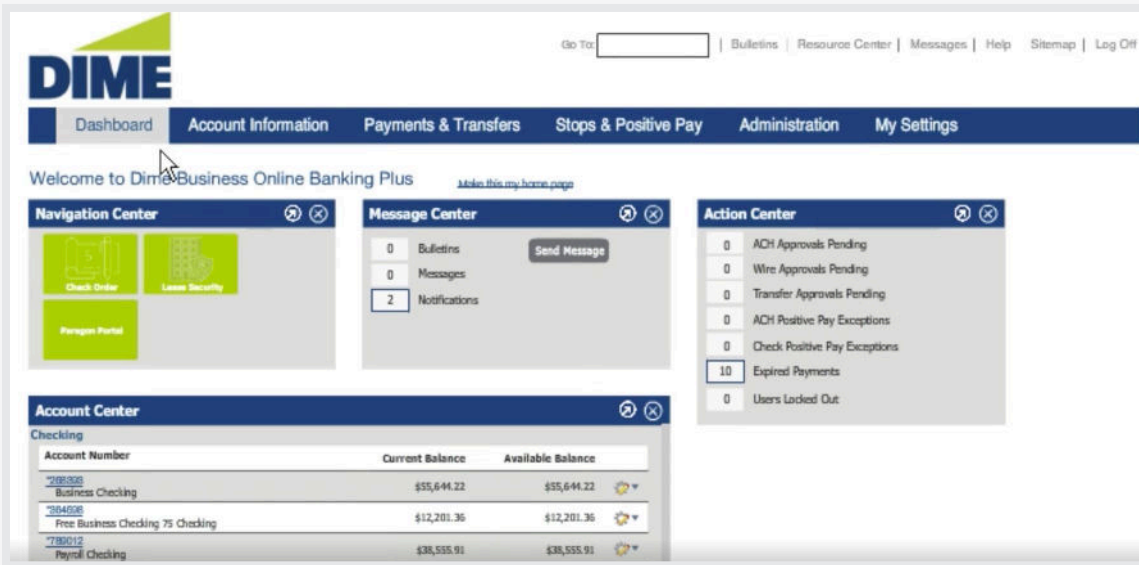 DIME
Go To: | Bulletins | Resource Center | Messages | Help Sitemap | Log Off
Dashboard Account Information Payments & Transfers Stops & Positive Pay Administration My Settings
Welcome to Dime Business Online Banking Plus Make this my home page
Navigation Center
Check Order
Lease Security
Paragon Portal
Message Center
0 Bulletins
Send Message
0 Messages
2 Notifications
Action Center
0 ACH Approvals Pending
0 Wire Approvals Pending
0 Transfer Approvals Pending
0 ACH Positive Pay Exceptions
0 Check Positive Pay Exceptions
10 Expired Payments
0 Users Locked Out
Account Center
Checking
Account Number Current Balance Available Balance
Business Checking $55,644.22 $55,644.22
Free Business Checking 75 Checking $12,201.36 $12,201.36
*789012
Payroll Checking $38,555.91 $38,555.91